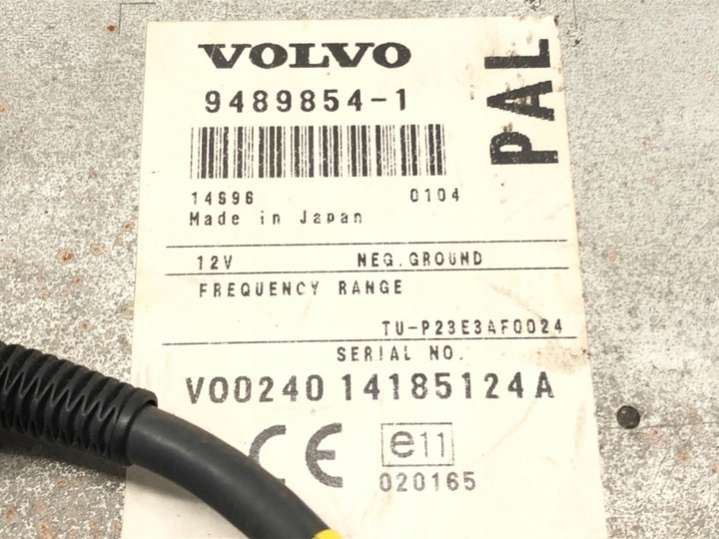 VOLVO
9489854-1
PAL
14696 0104
Made in Japan
12V NEG.GROUND
FREQUENCY RANGE
TU-P23E3AF0024
SERIAL NO.
V00240 14185124A
CE e11
020165